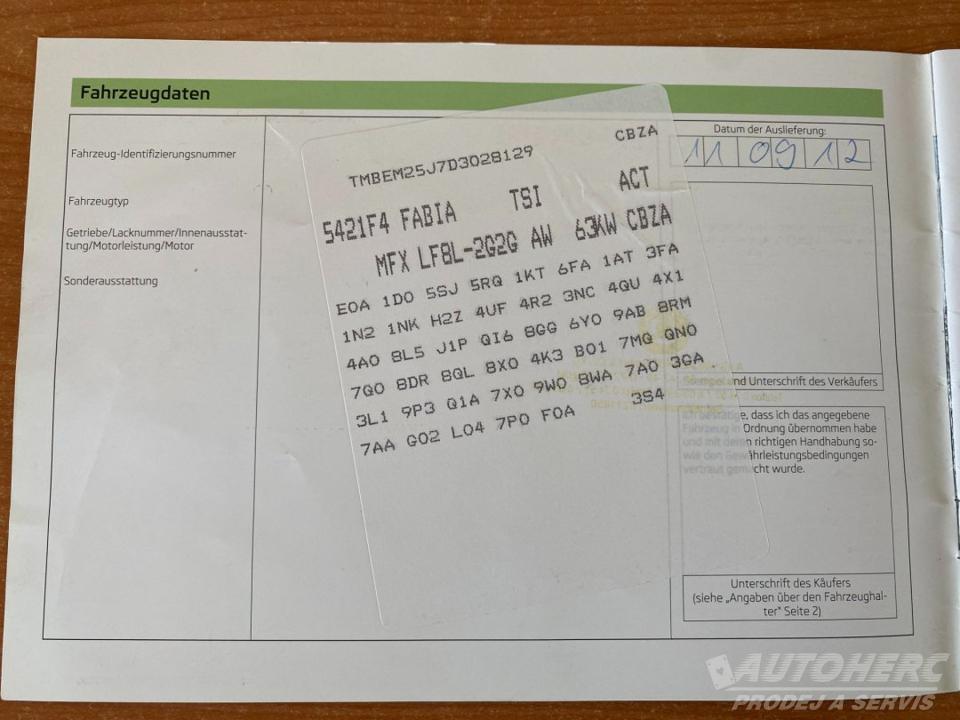 Fahrzeugdaten
Fahrzeug-Identifizierungsnummer
Fahrzeugtyp
Getriebe/Lacknummer/Innenausstat-
tung/Motorleistung/Motor
Sonderausstattung
CBZA
TMBEM25J7D3028129
5421F4 FABIA TSI ACT
MFX LF8L-2G2G AW 63KW CBZA
E0A 1D0 5SJ 5RQ 1KT 6FA 1AT 3FA
1N2 1NK H2Z 4UF 4R2 3NC 4QU 4X1
4A0 8L5 J1P QI6 8GG 6Y0 9AB 8RM
7Q0 8DR 8QL 8X0 4K3 B01 7MQ QN0
3L1 9P3 Q1A 7X0 9W0 8WA 7A0 3GA
7AA G02 L04 7P0 F0A 3S4
Datum der Auslieferung:
11 09 12
Stempel und Unterschrift des Verkäufers
Ich bestätige, dass ich das angegebene
Fahrzeug in Ordnung übernommen habe
und mit deren richtigen Handhabung so-
wie den Gewährleistungsbedingungen
vertraut gemacht wurde.
Unterschrift des Käufers
(siehe „Angaben über den Fahrzeughal-
ter" Seite 2)
AUTOHERC
PRODEJ A SERVIS